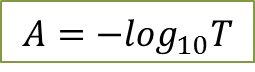 A = −log₁₀T